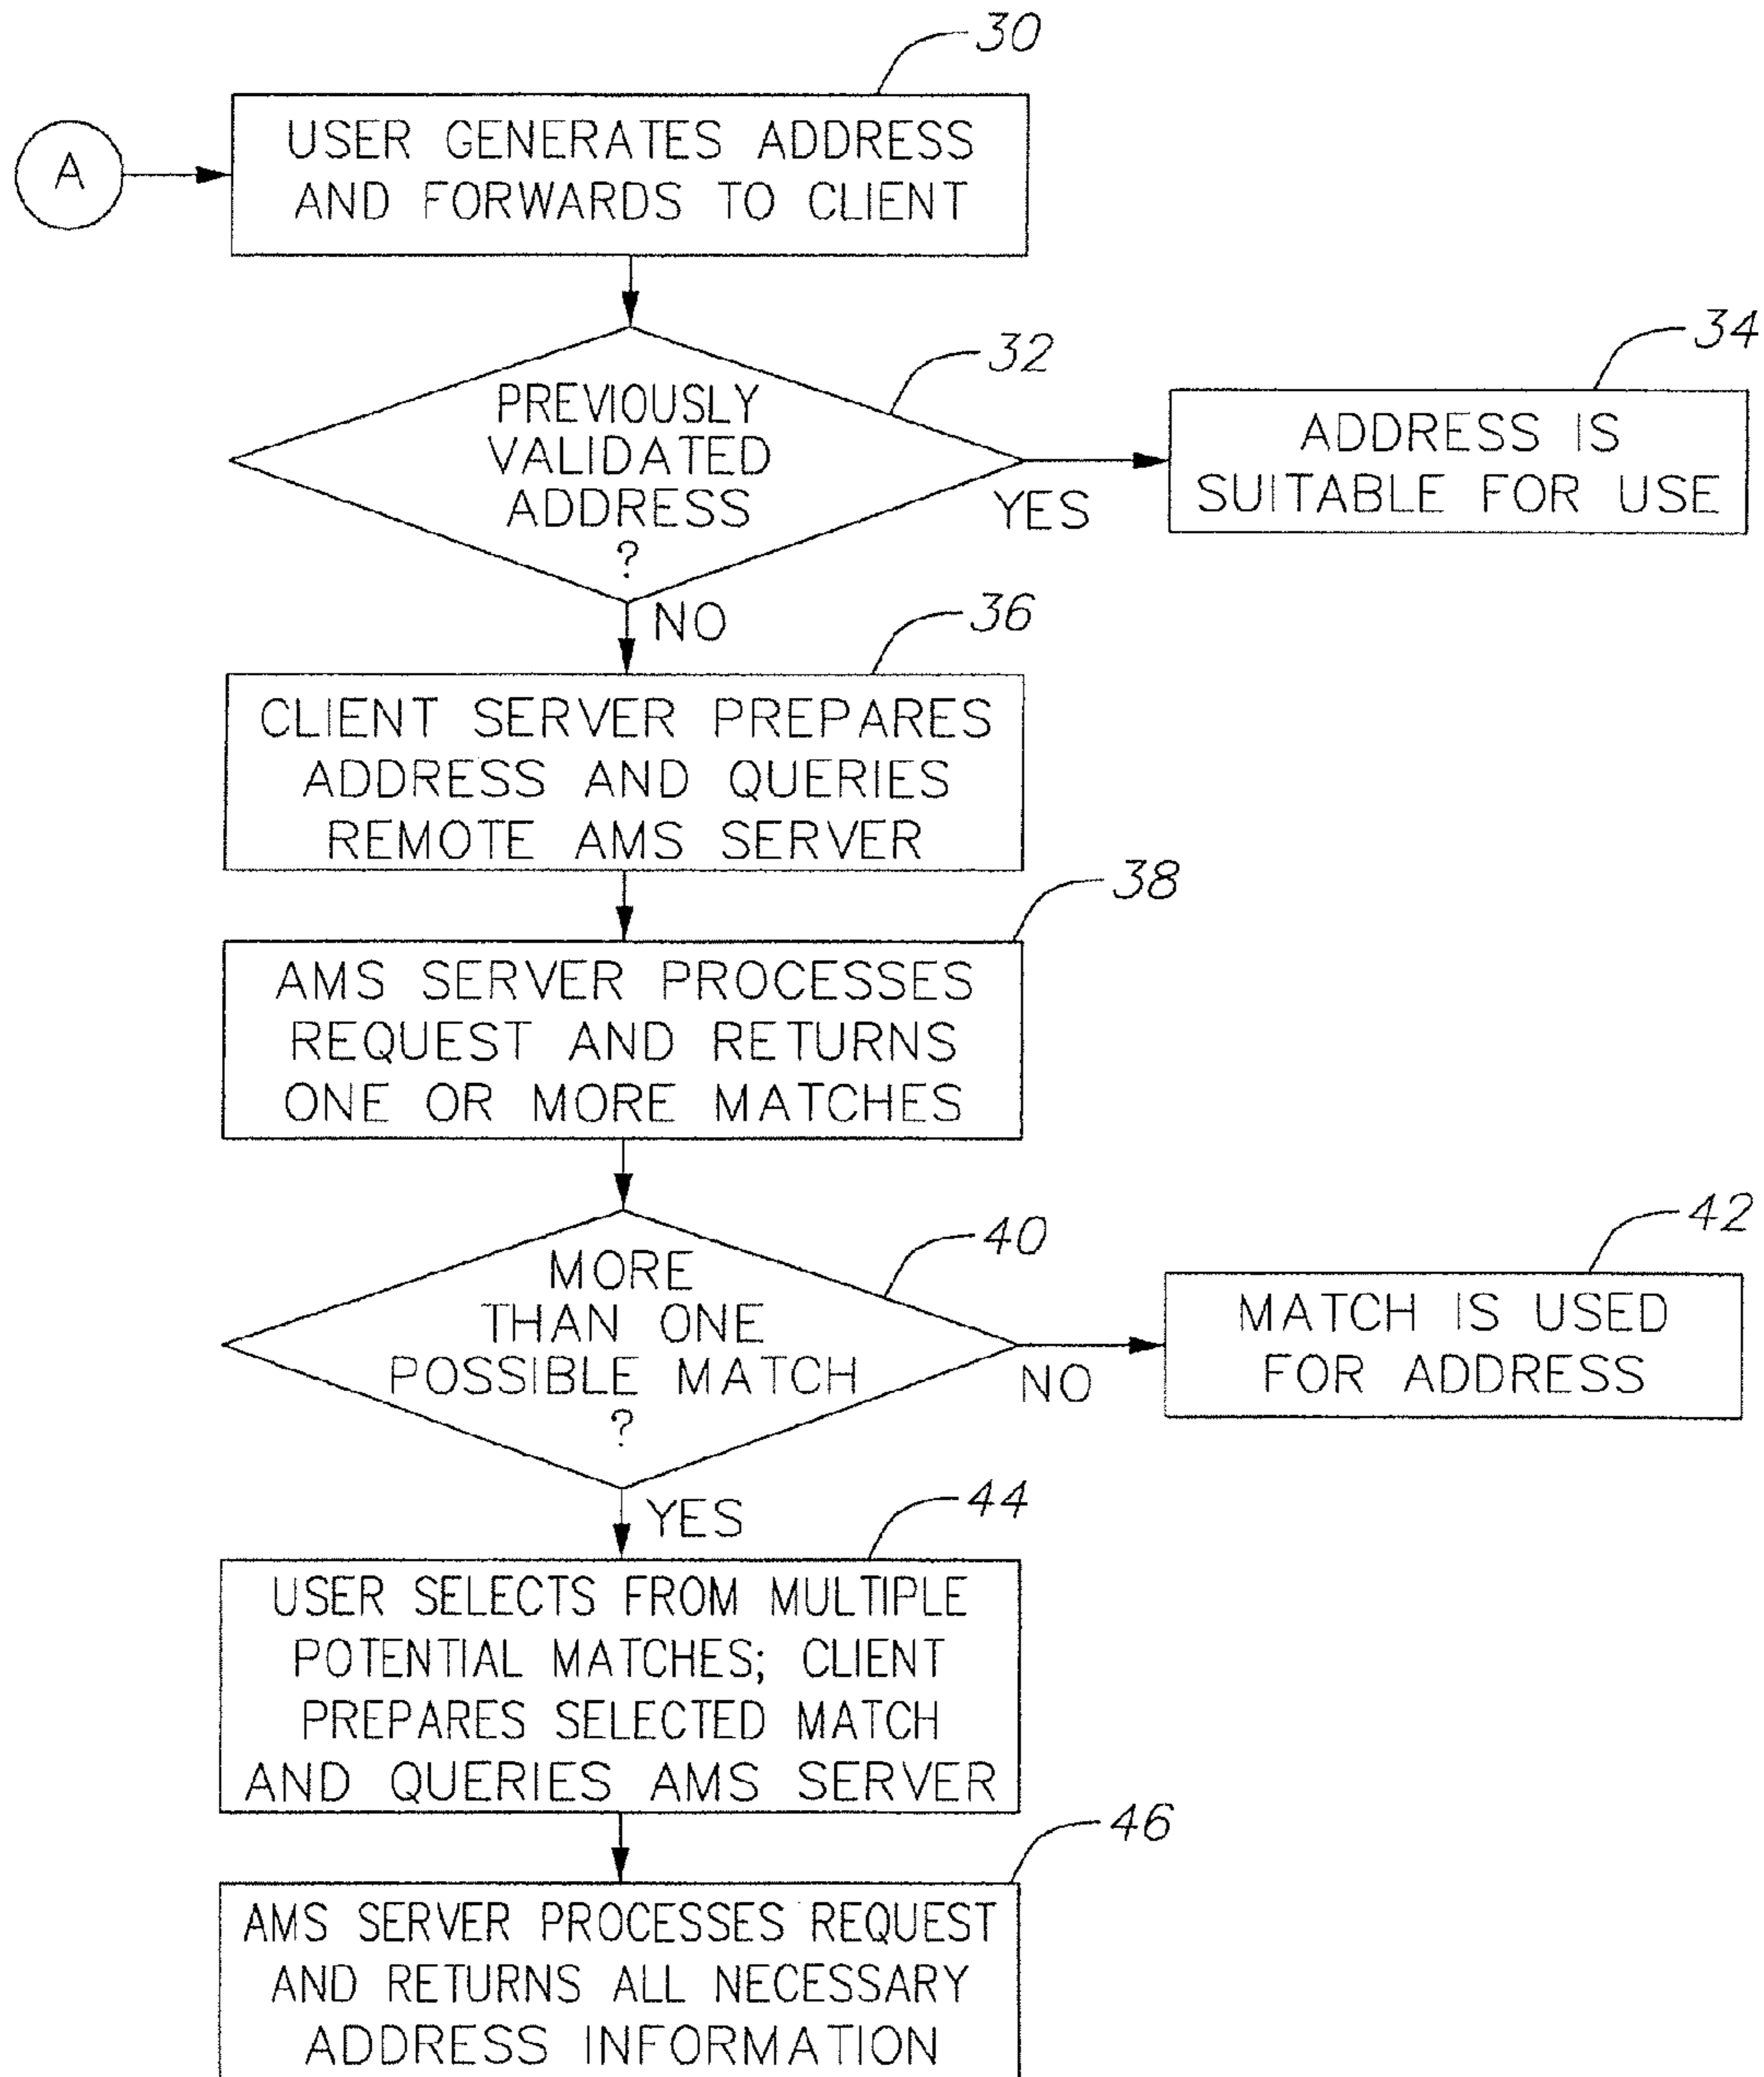 30
A
USER GENERATES ADDRESS
AND FORWARDS TO CLIENT
32
PREVIOUSLY
VALIDATED
ADDRESS
?
YES
34
ADDRESS IS
SUITABLE FOR USE
NO
36
CLIENT SERVER PREPARES
ADDRESS AND QUERIES
REMOTE AMS SERVER
38
AMS SERVER PROCESSES
REQUEST AND RETURNS
ONE OR MORE MATCHES
40
MORE
THAN ONE
POSSIBLE MATCH
?
NO
42
MATCH IS USED
FOR ADDRESS
YES
44
USER SELECTS FROM MULTIPLE
POTENTIAL MATCHES; CLIENT
PREPARES SELECTED MATCH
AND QUERIES AMS SERVER
46
AMS SERVER PROCESSES REQUEST
AND RETURNS ALL NECESSARY
ADDRESS INFORMATION